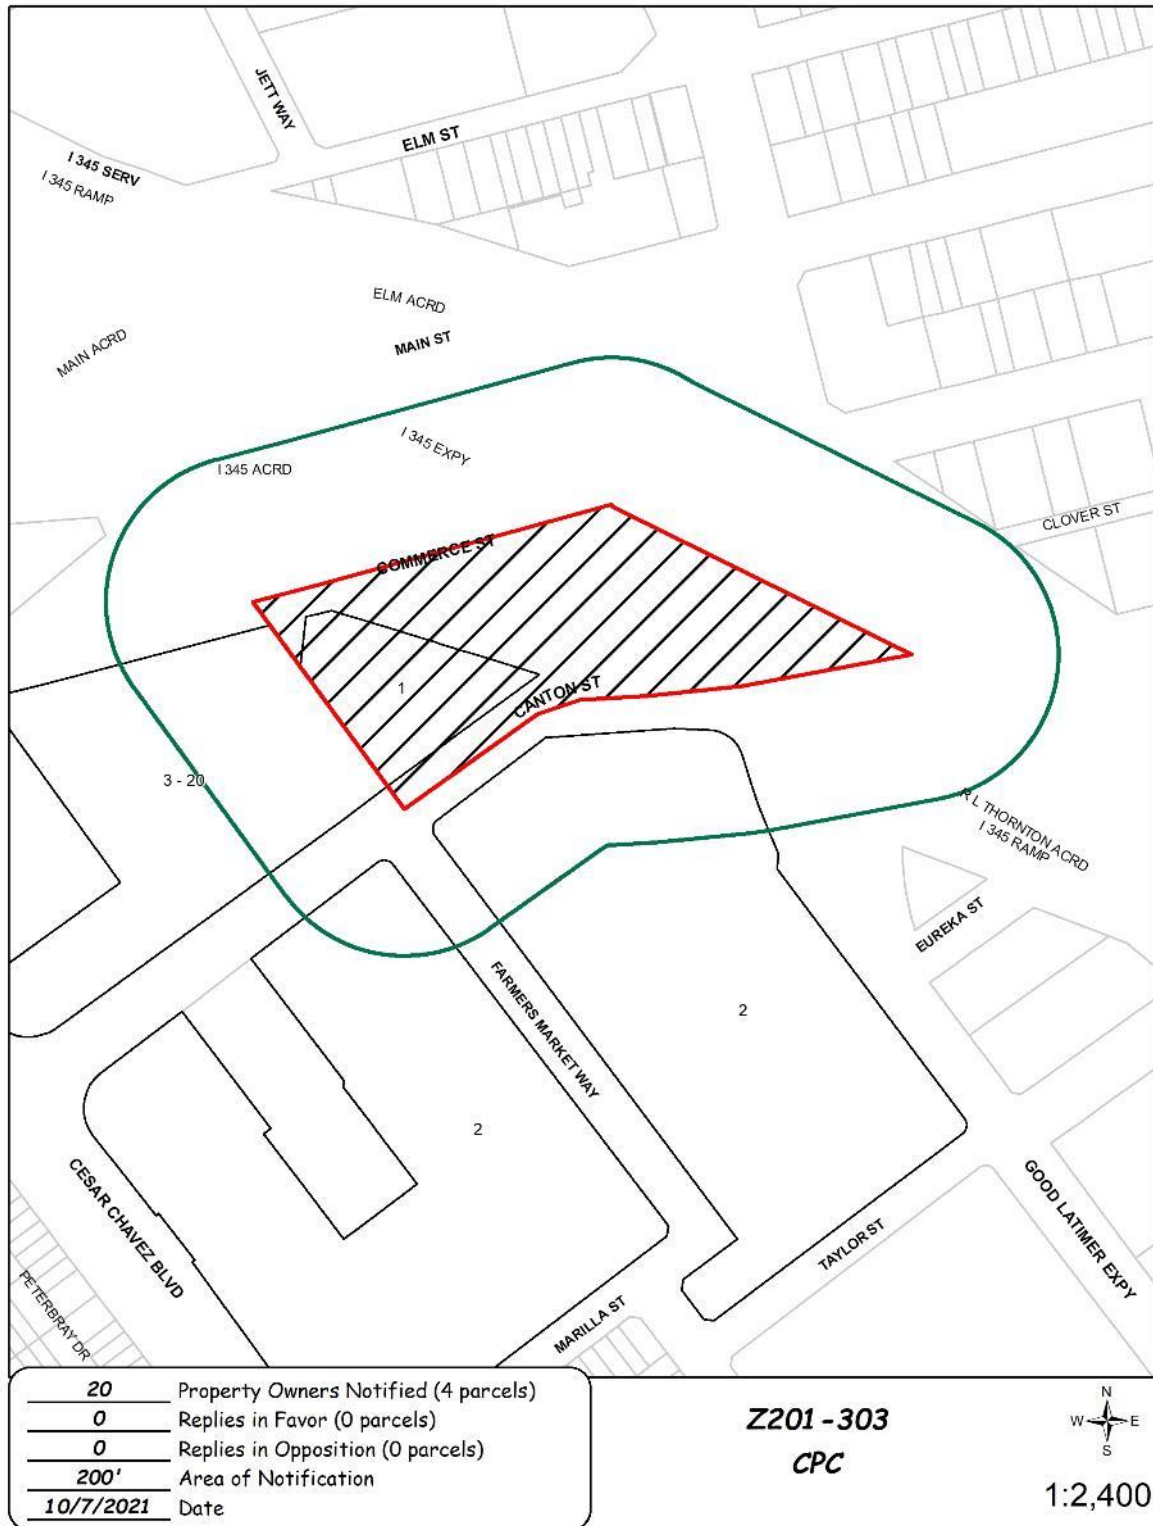 JETT WAY
ELM ST
I 345 SERV
I 345 RAMP
ELM ACRD
MAIN ACRD
MAIN ST
I 345 EXPY
I 345 ACRD
CLOVER ST
COMMERCE ST
1
CANTON ST
3 - 20
R L THORNTON ACRD
I 345 RAMP
EUREKA ST
FARMERS MARKET WAY
2
2
CESAR CHAVEZ BLVD
GOOD LATIMER EXPY
TAYLOR ST
PETERBRAY DR
MARILLA ST
20 Property Owners Notified (4 parcels)
0 Replies in Favor (0 parcels)
0 Replies in Opposition (0 parcels)
200' Area of Notification
10/7/2021 Date
Z201-303
CPC
N
W E
S
1:2,400